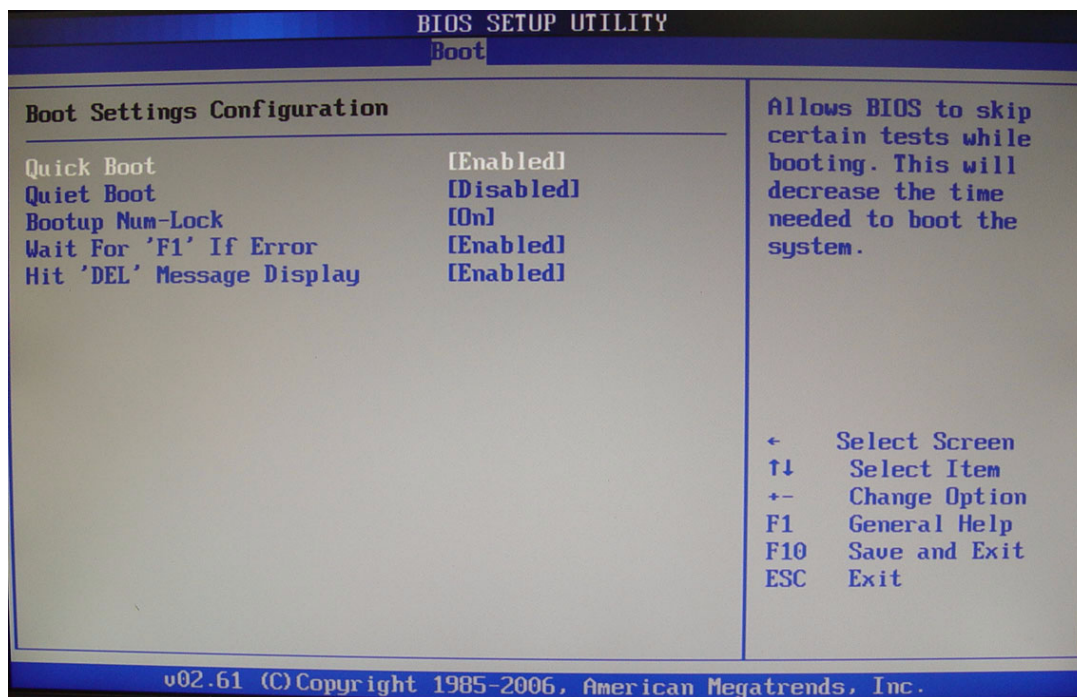 BIOS SETUP UTILITY
Boot
Boot Settings Configuration
Quick Boot [Enabled]
Quiet Boot [Disabled]
Bootup Num-Lock [On]
Wait For 'F1' If Error [Enabled]
Hit 'DEL' Message Display [Enabled]
Allows BIOS to skip
certain tests while
booting. This will
decrease the time
needed to boot the
system.
← Select Screen
↑↓ Select Item
+- Change Option
F1 General Help
F10 Save and Exit
ESC Exit
v02.61 (C)Copyright 1985-2006, American Megatrends, Inc.